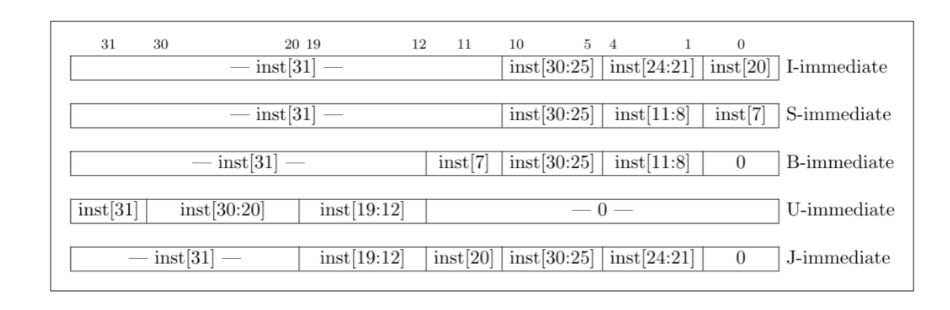 31 30 20 19 12 11 10 5 4 1 0
— inst[31] — inst[30:25] inst[24:21] inst[20] I-immediate
— inst[31] — inst[30:25] inst[11:8] inst[7] S-immediate
— inst[31] — inst[7] inst[30:25] inst[11:8] 0 B-immediate
inst[31] inst[30:20] inst[19:12] — 0 — U-immediate
— inst[31] — inst[19:12] inst[20] inst[30:25] inst[24:21] 0 J-immediate